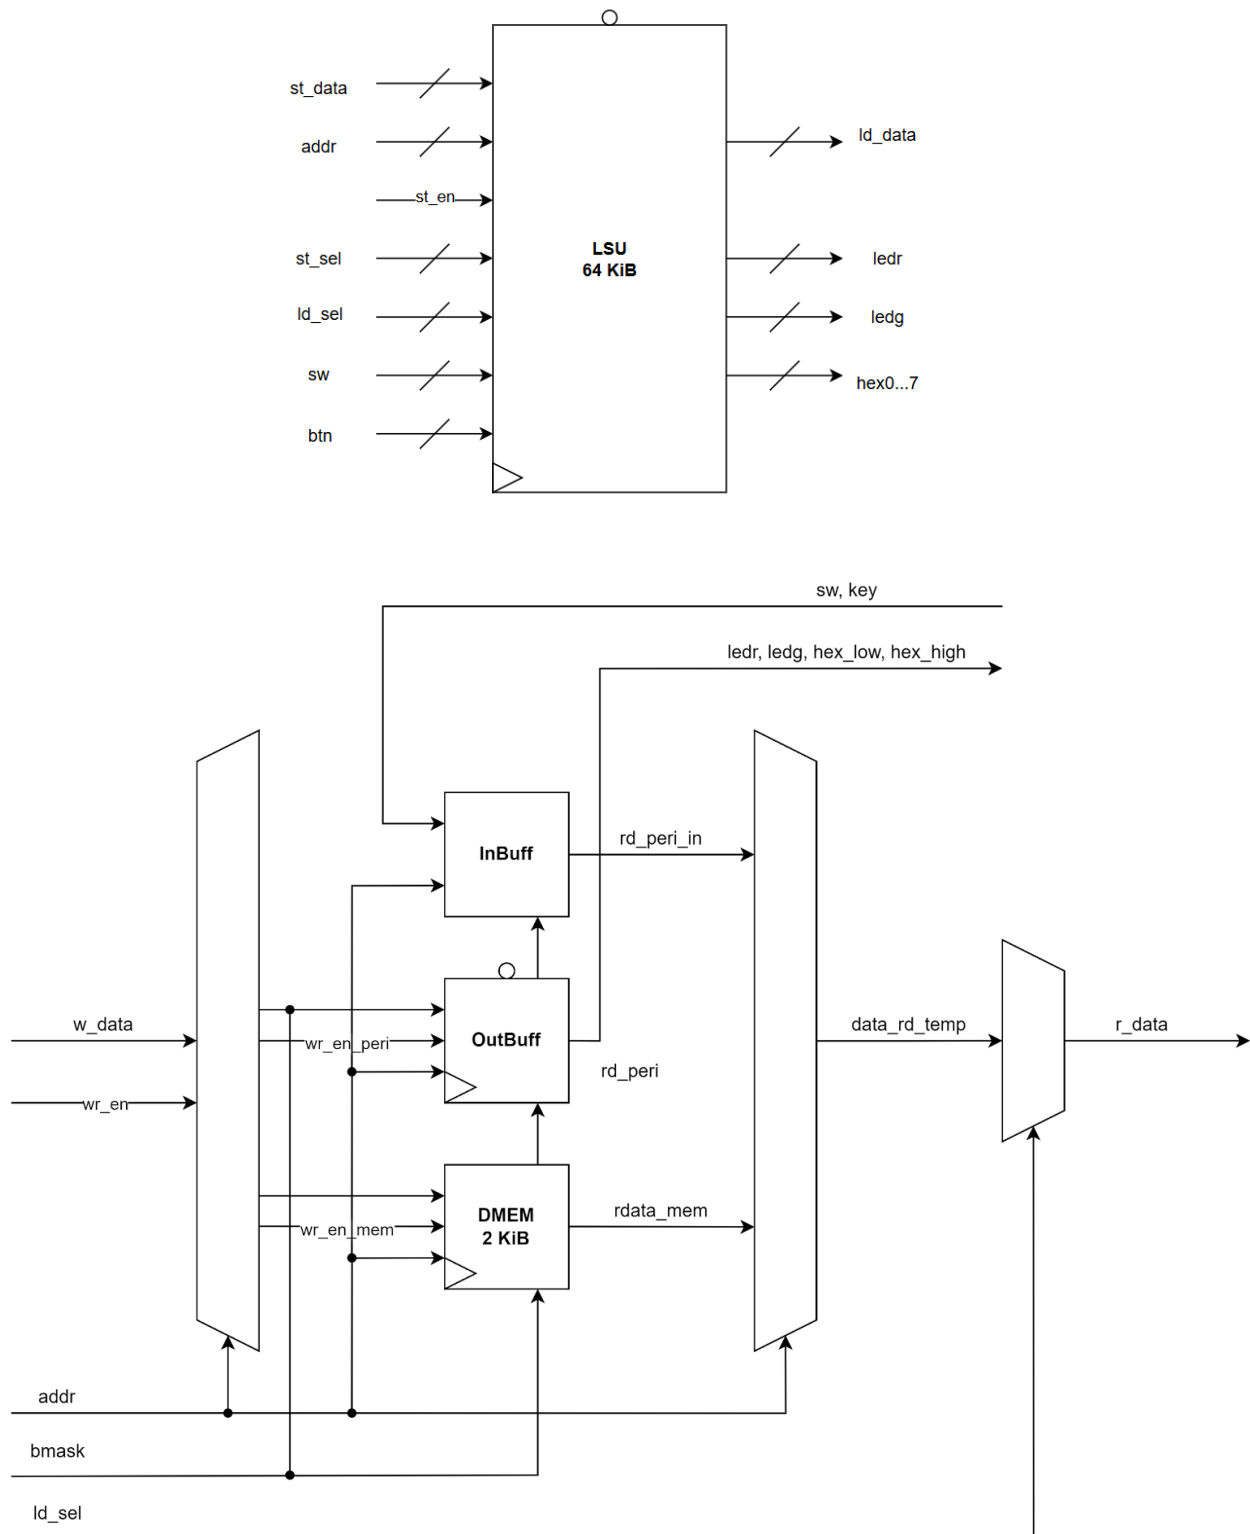 st_data
addr
st_en
st_sel
ld_sel
sw
btn
LSU
64 KiB
ld_data
ledr
ledg
hex0...7
sw, key
ledr, ledg, hex_low, hex_high
InBuff
rd_peri_in
w_data
wr_en_peri
OutBuff
data_rd_temp
r_data
rd_peri
wr_en
DMEM
2 KiB
rdata_mem
wr_en_mem
addr
bmask
ld_sel